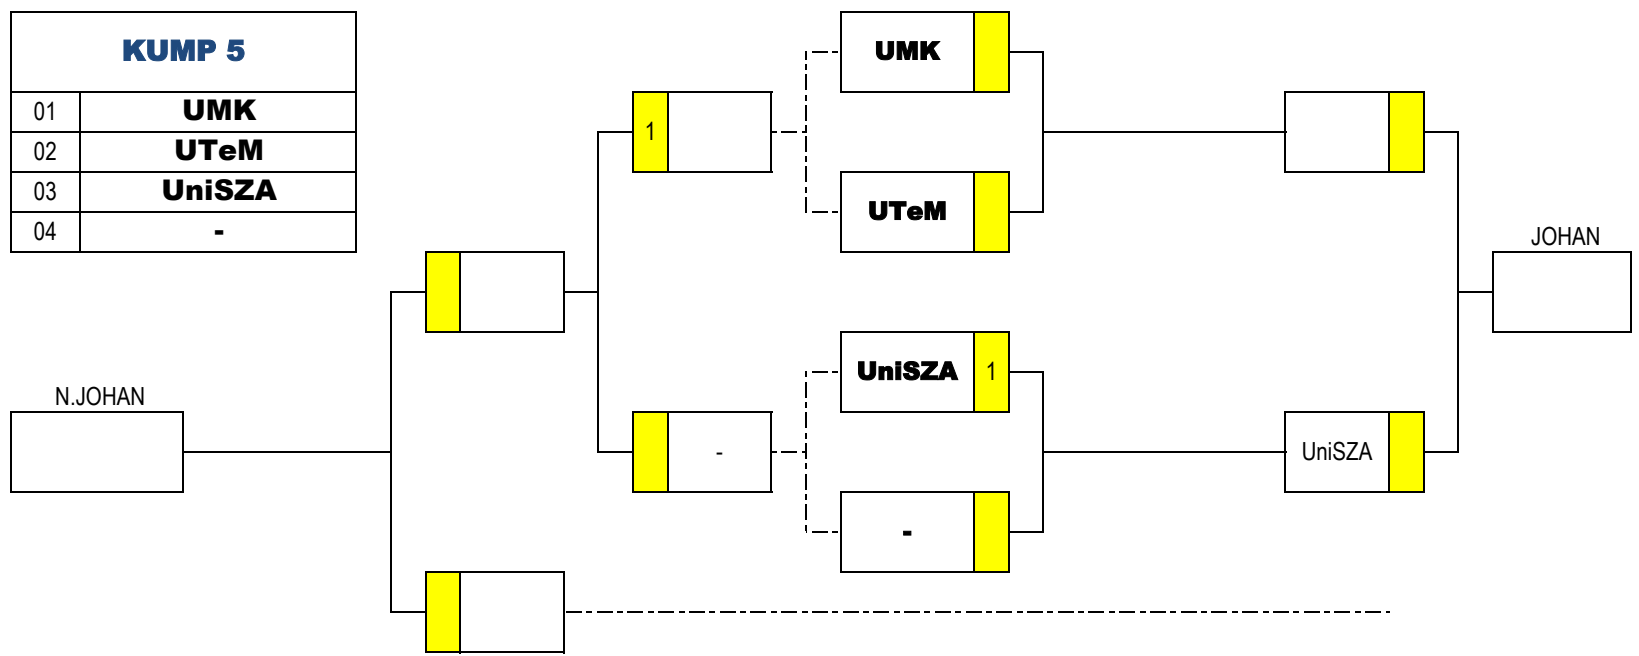 KUMP 5
01 UMK
02 UTeM
03 UniSZA
04 -
UMK
1
UTeM
JOHAN
UniSZA 1
N.JOHAN
-
UniSZA
-